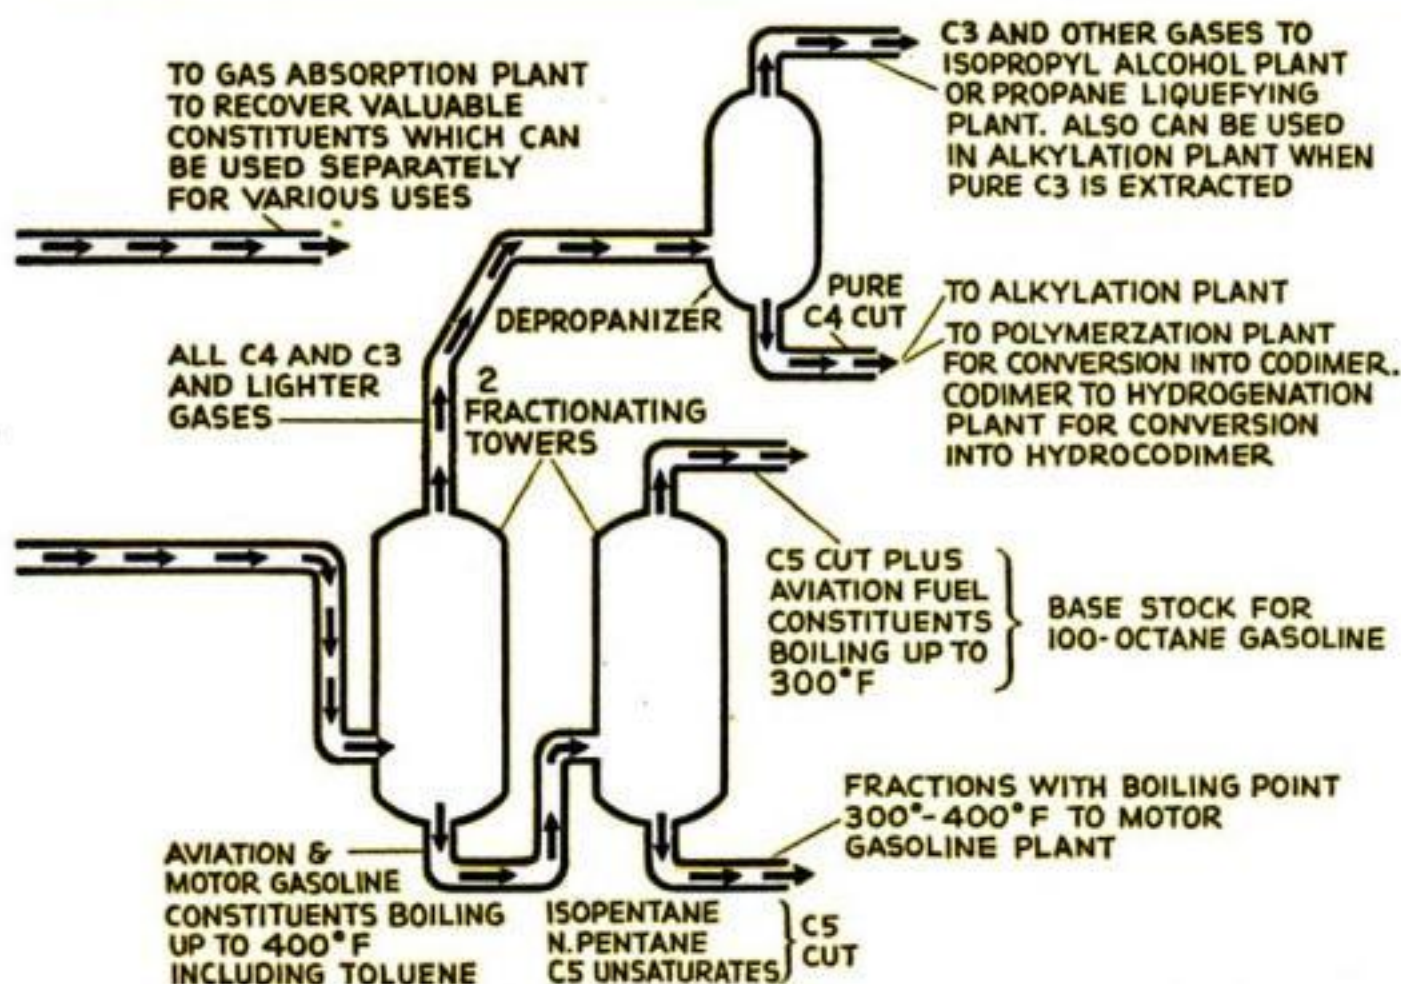 TO GAS ABSORPTION PLANT
TO RECOVER VALUABLE
CONSTITUENTS WHICH CAN
BE USED SEPARATELY
FOR VARIOUS USES
C3 AND OTHER GASES TO
ISOPROPYL ALCOHOL PLANT
OR PROPANE LIQUEFYING
PLANT. ALSO CAN BE USED
IN ALKYLATION PLANT WHEN
PURE C3 IS EXTRACTED
DEPROPANIZER
PURE
C4 CUT
TO ALKYLATION PLANT
TO POLYMERZATION PLANT
FOR CONVERSION INTO CODIMER.
CODIMER TO HYDROGENATION
PLANT FOR CONVERSION
INTO HYDROCODIMER
ALL C4 AND C3
AND LIGHTER
GASES
2
FRACTIONATING
TOWERS
C5 CUT PLUS
AVIATION FUEL
CONSTITUENTS
BOILING UP TO
300°F
BASE STOCK FOR
100-OCTANE GASOLINE
FRACTIONS WITH BOILING POINT
300°-400°F TO MOTOR
GASOLINE PLANT
AVIATION &
MOTOR GASOLINE
CONSTITUENTS BOILING
UP TO 400°F
INCLUDING TOLUENE
ISOPENTANE
N.PENTANE
C5 UNSATURATES
C5
CUT